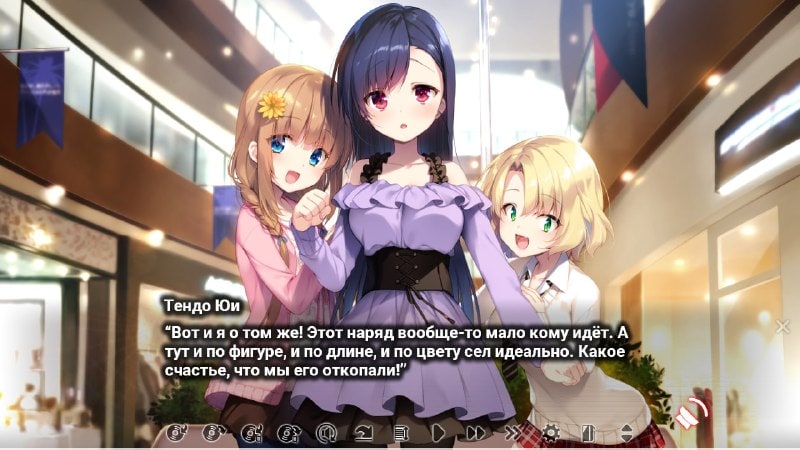 Тендо Юи
“Вот и я о том же! Этот наряд вообще-то мало кому идёт. А
тут и по фигуре, и по длине, и по цвету сел идеально. Какое
счастье, что мы его откопали!”